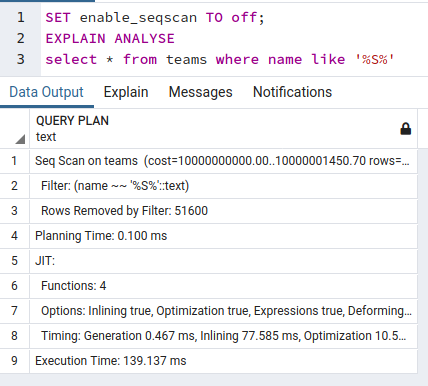 1 SET enable_seqscan TO off;
2 EXPLAIN ANALYSE
3 select * from teams where name like '%S%'
Data Output Explain Messages Notifications
QUERY PLAN
text
1 Seq Scan on teams (cost=10000000000.00..10000001450.70 rows=...
2 Filter: (name ~~ '%S%'::text)
3 Rows Removed by Filter: 51600
4 Planning Time: 0.100 ms
5 JIT:
6 Functions: 4
7 Options: Inlining true, Optimization true, Expressions true, Deforming...
8 Timing: Generation 0.467 ms, Inlining 77.585 ms, Optimization 10.5...
9 Execution Time: 139.137 ms